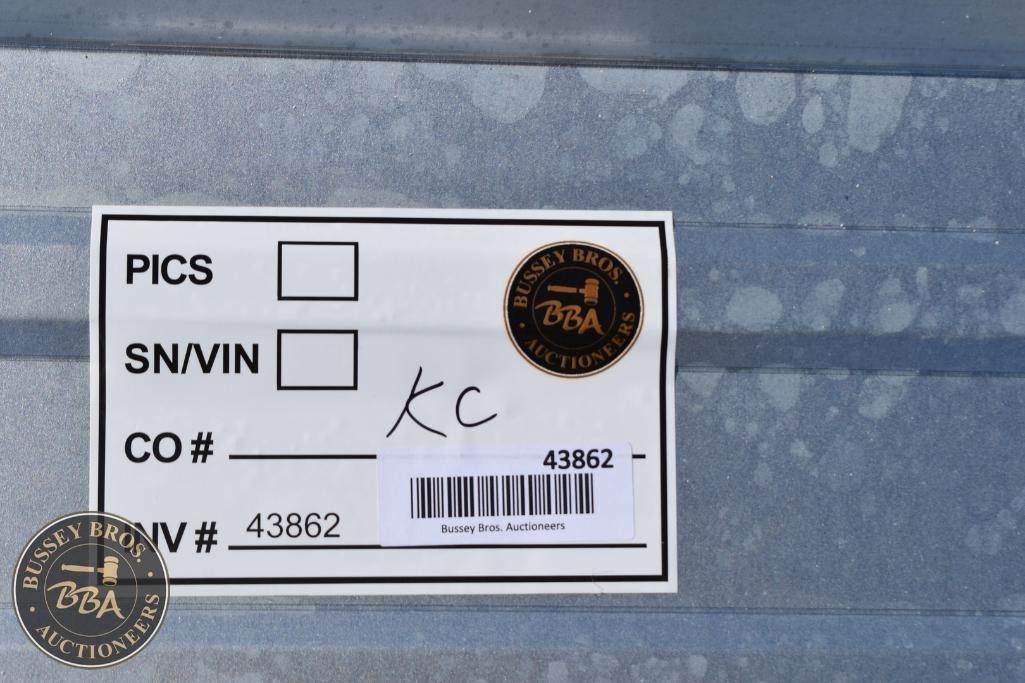 PICS
BUSSEY BROS.
BBA
AUCTIONEERS
SN/VIN
KC
CO #
43862
Bussey Bros. Auctioneers
INV # 43862
BUSSEY BROS.
BBA
AUCTIONEERS